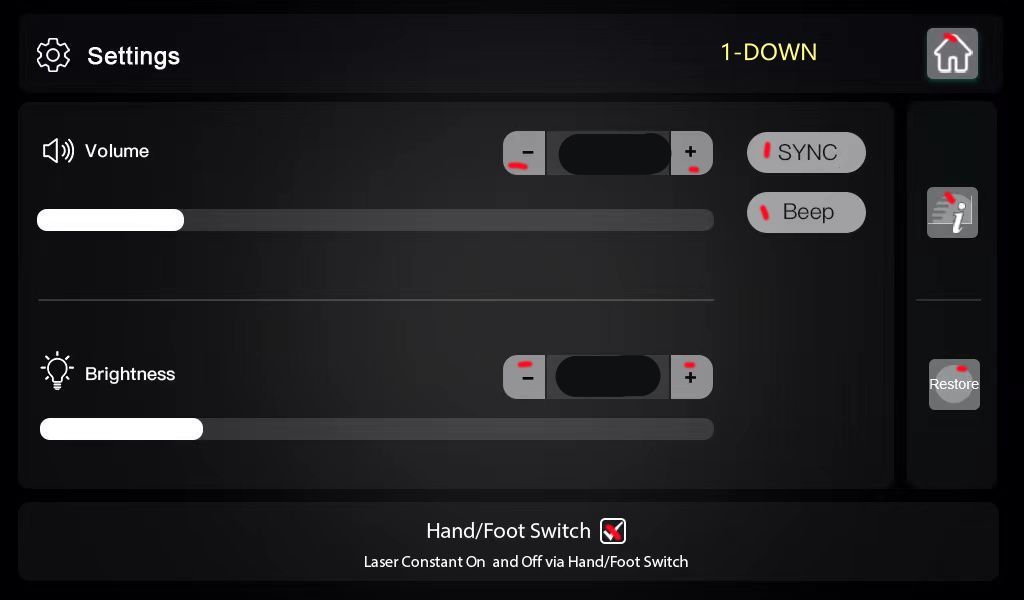 Settings
1-DOWN
Volume
- +
SYNC
Beep
i
Brightness
- +
Restore
Hand/Foot Switch
Laser Constant On and Off via Hand/Foot Switch